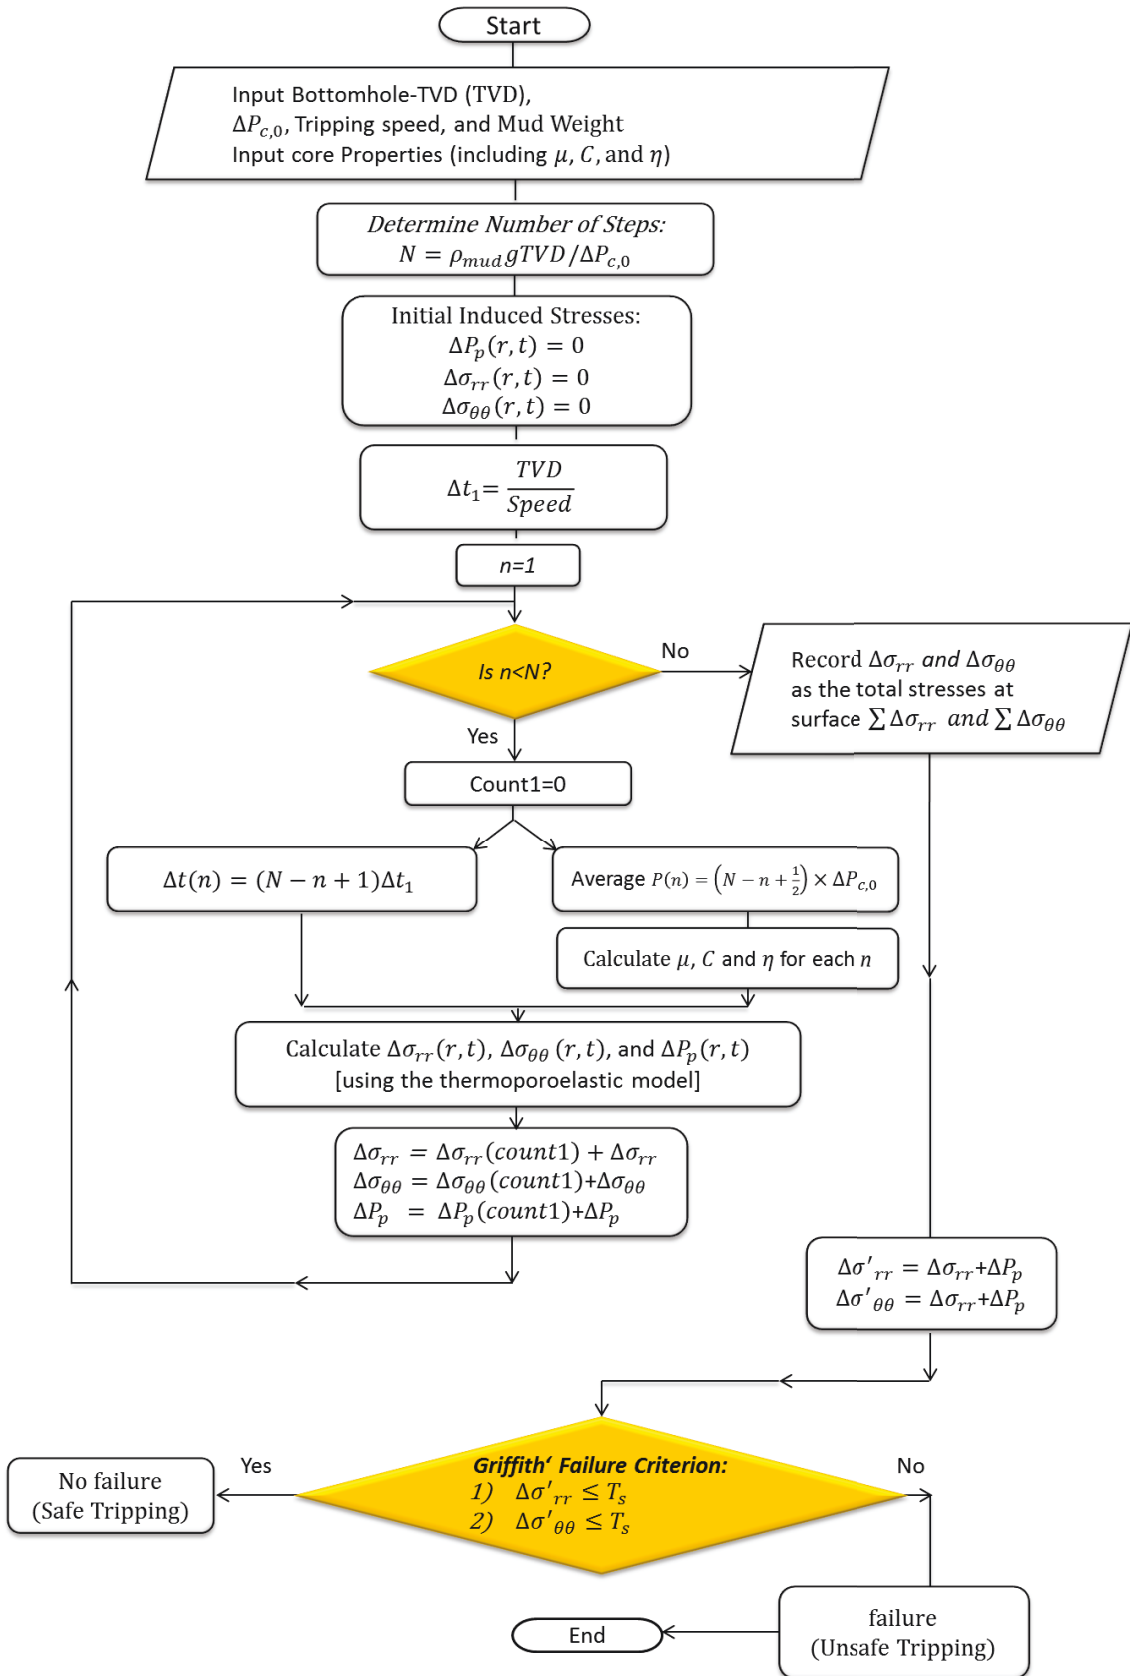 Start
Input Bottomhole-TVD (TVD),
ΔP_{c,0}, Tripping speed, and Mud Weight
Input core Properties (including μ, C, and η)
Determine Number of Steps:
N = ρ_{mud} gTVD/ΔP_{c,0}
Initial Induced Stresses:
ΔP_p(r, t) = 0
Δσ_{rr}(r, t) = 0
Δσ_{θθ}(r, t) = 0
Δt_1= \frac{TVD}{Speed}
n=1
Is n<N?
No
Record Δσ_{rr} and Δσ_{θθ}
as the total stresses at
surface ∑ Δσ_{rr} and ∑ Δσ_{θθ}
Yes
Count1=0
Δt(n) = (N − n + 1)Δt_1
Average P(n) = (N − n + \frac{1}{2}) × ΔP_{c,0}
Calculate μ, C and η for each n
Calculate Δσ_{rr}(r, t), Δσ_{θθ} (r, t), and ΔP_p(r, t)
[using the thermoporoelastic model]
Δσ_{rr} = Δσ_{rr}(count1) + Δσ_{rr}
Δσ_{θθ} = Δσ_{θθ}(count1)+Δσ_{θθ}
ΔP_p = ΔP_p(count1)+ΔP_p
Δσ'_{rr} = Δσ_{rr}+ΔP_p
Δσ'_{θθ} = Δσ_{rr}+ΔP_p
Griffith‘ Failure Criterion:
1) Δσ'_{rr} ≤ T_s
2) Δσ'_{θθ} ≤ T_s
Yes
No
No failure
(Safe Tripping)
failure
(Unsafe Tripping)
End